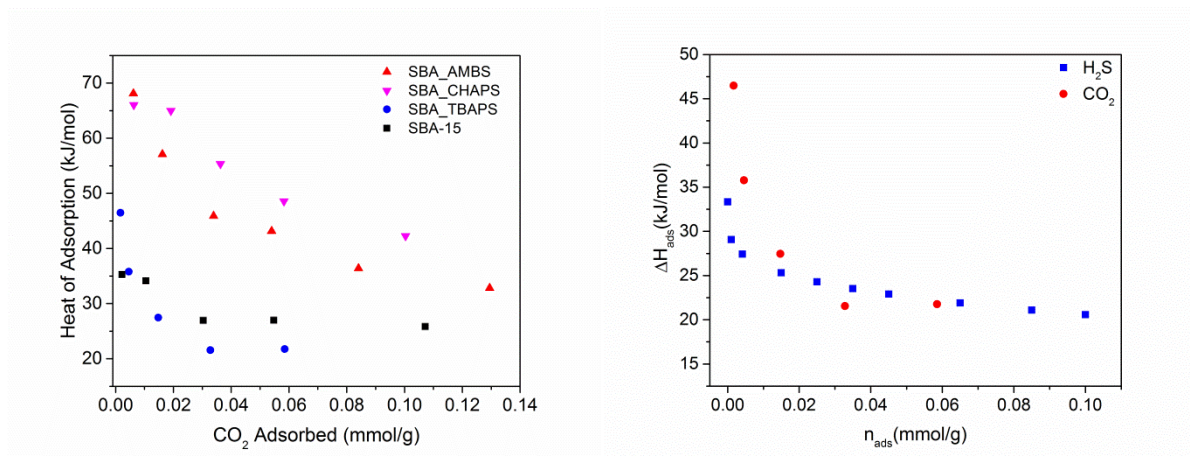 Heat of Adsorption (kJ/mol)
70
60
50
40
30
20
SBA_AMBS
SBA_CHAPS
SBA_TBAPS
SBA-15
0.00 0.02 0.04 0.06 0.08 0.10 0.12 0.14
CO₂ Adsorbed (mmol/g)
ΔHads(kJ/mol)
50
45
40
35
30
25
20
15
H₂S
CO₂
0.00 0.02 0.04 0.06 0.08 0.10
nads(mmol/g)